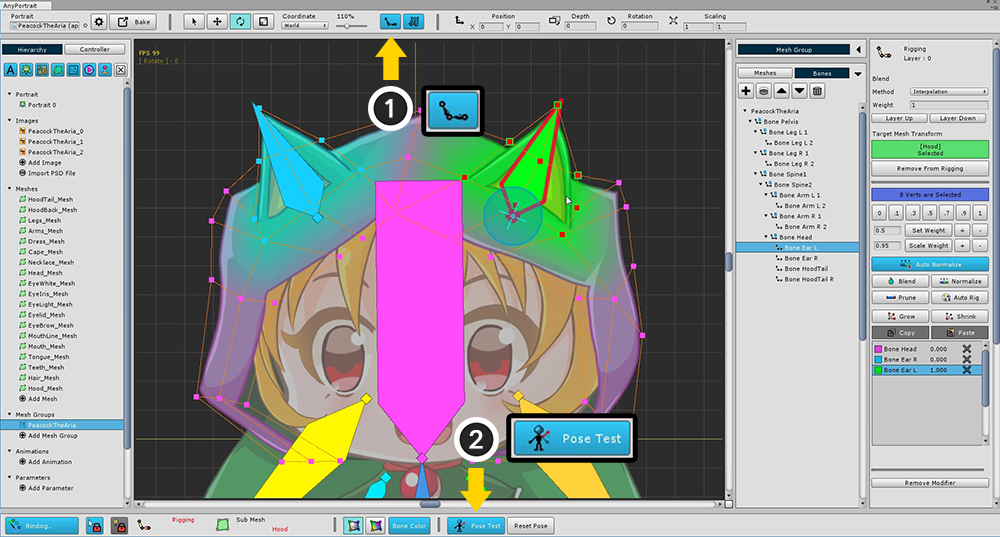 AnyPortrait
PeacockTheAria (ap
Bake
Coordinate
World
110%
Position
X 0 Y 0
Depth
0
Rotation
0
Scaling
1 1
Hierarchy
Controller
A
Portrait
Portrait 0
Images
PeacockTheAria_0
PeacockTheAria_1
PeacockTheAria_2
Add Image
Import PSD File
Meshes
HoodTail_Mesh
HoodBack_Mesh
Legs_Mesh
Arms_Mesh
Dress_Mesh
Cape_Mesh
Necklace_Mesh
Head_Mesh
EyeWhite_Mesh
EyeIris_Mesh
EyeLight_Mesh
Eyelid_Mesh
EyeBrow_Mesh
MouthLine_Mesh
Mouth_Mesh
Tongue_Mesh
Teeth_Mesh
Hair_Mesh
Hood_Mesh
Add Mesh
Mesh Groups
PeacockTheAria
Add Mesh Group
Animations
Add Animation
Parameters
Add Parameter
FPS 99
[ Rotate ] - E
1
2
Pose Test
Mesh Group
Meshes
Bones
PeacockTheAria
Bone Pelvis
Bone Leg L 1
Bone Leg L 2
Bone Leg R 1
Bone Leg R 2
Bone Spine1
Bone Spine2
Bone Arm L 1
Bone Arm L 2
Bone Arm R 1
Bone Arm R 2
Bone Head
Bone Ear L
Bone Ear R
Bone HoodTail
Bone HoodTail R
Rigging
Layer : 0
Blend
Method Interpolation
Weight 1
Layer Up
Layer Down
Target Mesh Transform
[Hood]
Selected
Remove From Rigging
8 Verts are Selected
0 .1 .3 .5 .7 .9 1
0.5 Set Weight + -
0.95 Scale Weight + -
Auto Normalize
Blend
Normalize
Prune
Auto Rig
Grow
Shrink
Copy
Paste
Bone Head 0.000
Bone Ear R 0.000
Bone Ear L 1.000
Remove Modifier
Binding...
Rigging
Sub Mesh
Hood
Bone Color
Pose Test
Reset Pose